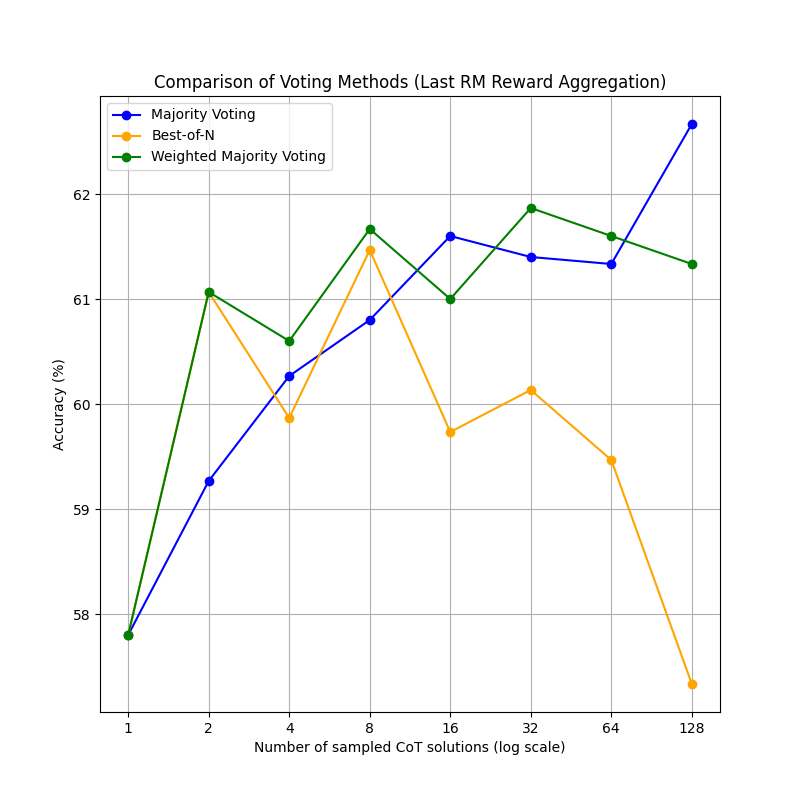 Comparison of Voting Methods (Last RM Reward Aggregation)
Majority Voting
Best-of-N
Weighted Majority Voting
62
61
60
59
58
Accuracy (%)
1 2 4 8 16 32 64 128
Number of sampled CoT solutions (log scale)